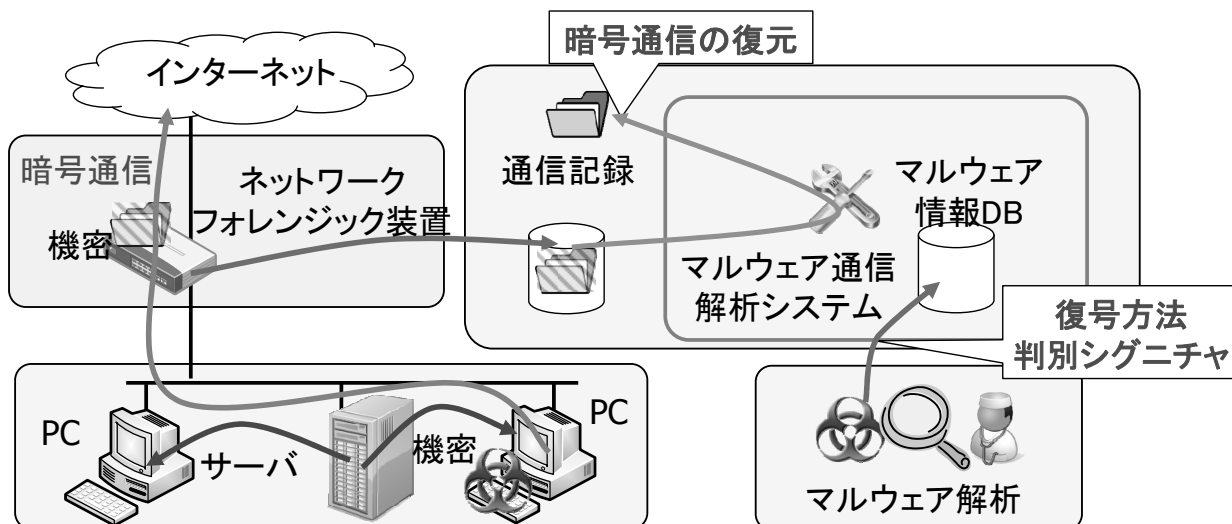 暗号通信の復元
インターネット
暗号通信
ネットワーク
フォレンジック装置
機密
通信記録
マルウェア
情報DB
マルウェア通信
解析システム
復号方法
判別シグニチャ
PC
サーバ
機密
PC
マルウェア解析